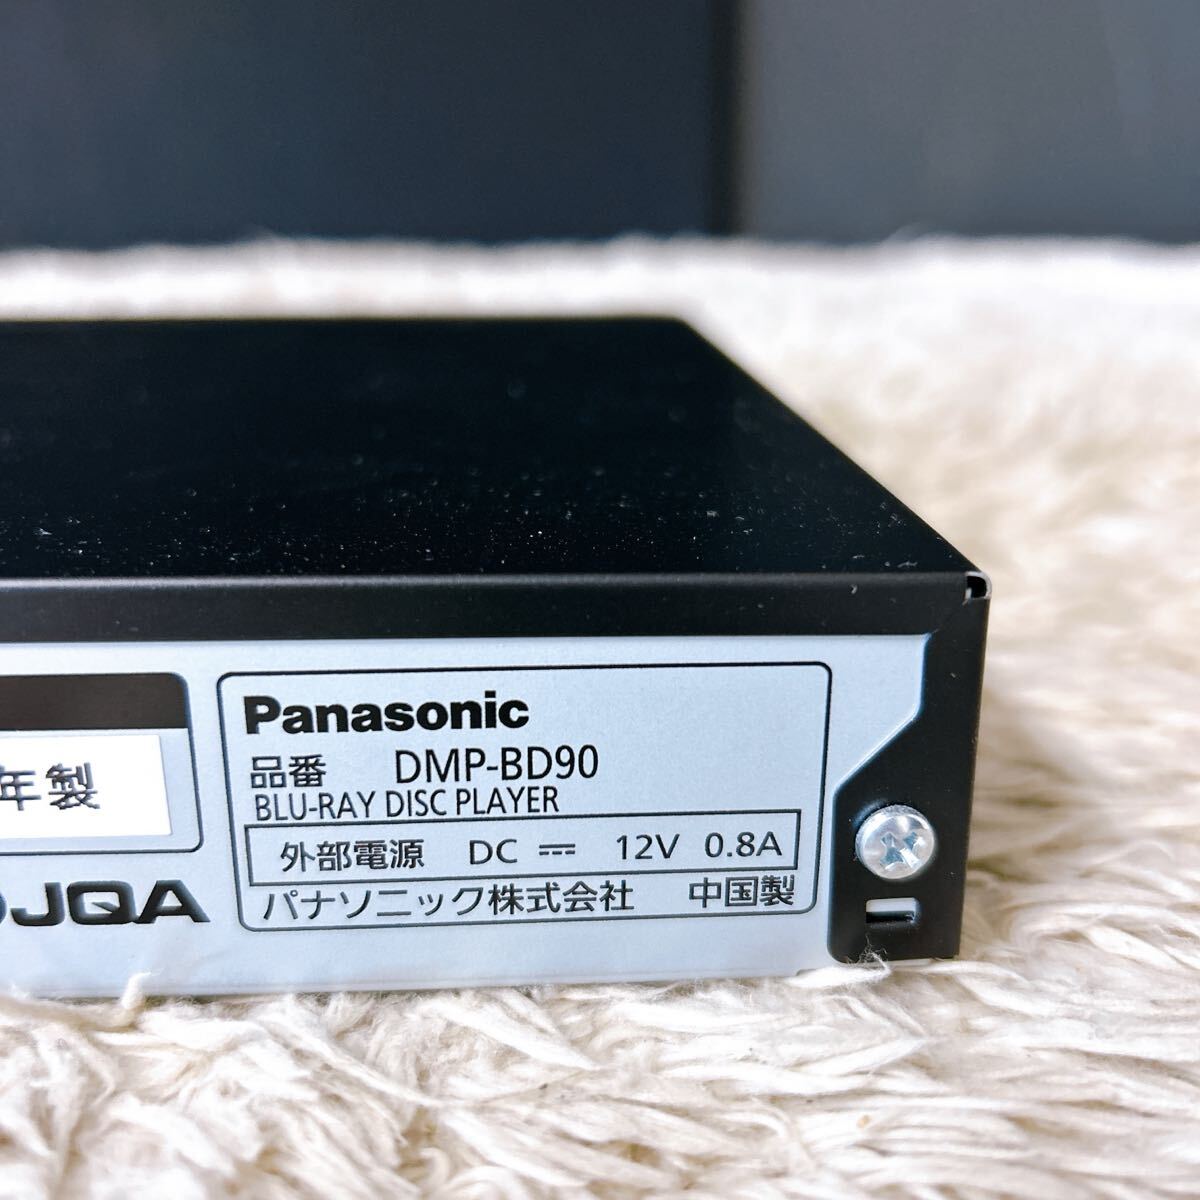 年製
JQA
Panasonic
品番 DMP-BD90
BLU-RAY DISC PLAYER
外部電源 DC ⎓ 12V 0.8A
パナソニック株式会社 中国製